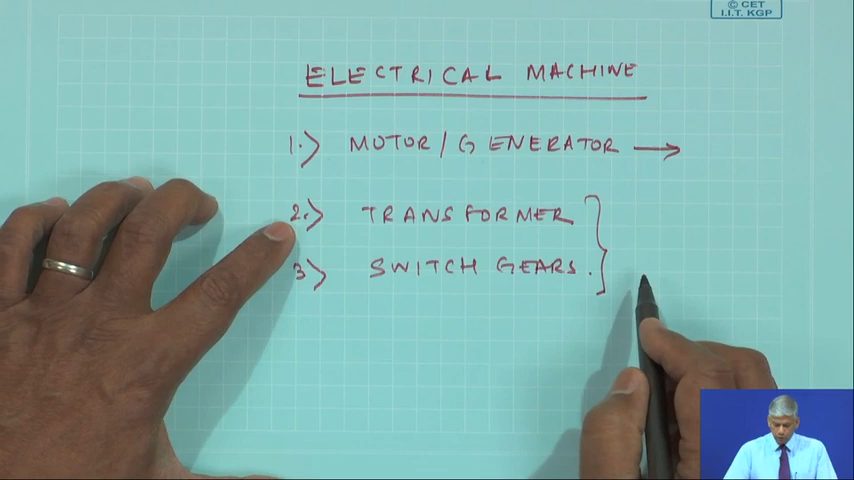 © CET
I.I.T. KGP
ELECTRICAL MACHINE
1.) MOTOR/GENERATOR →
2.) TRANSFORMER
3) SWITCH GEARS.